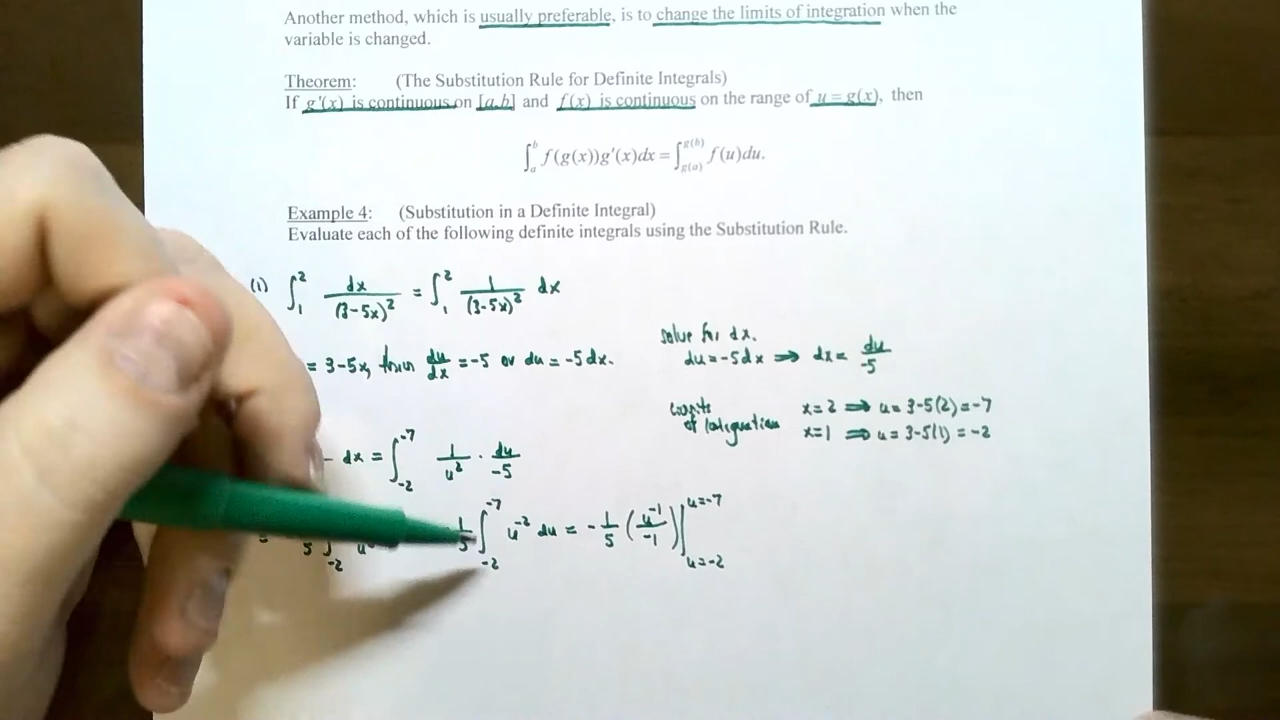 Another method, which is usually preferable, is to change the limits of integration when the
variable is changed.
Theorem: (The Substitution Rule for Definite Integrals)
If g'(x) is continuous on [a,b] and f(x) is continuous on the range of u = g(x), then
∫_a^b f(g(x))g'(x)dx = ∫_{g(a)}^{g(b)} f(u)du.
Example 4: (Substitution in a Definite Integral)
Evaluate each of the following definite integrals using the Substitution Rule.
(i) ∫_1^2 dx/(3-5x)^2 = ∫_1^2 1/(3-5x)^2 dx
= 3-5x, then du/dx = -5 or du = -5dx.
solve for dx.
du = -5dx ⟹ dx = du/-5
Limits of integration
x=2 ⟹ u = 3-5(2) = -7
x=1 ⟹ u = 3-5(1) = -2
dx = ∫_{-2}^{-7} 1/u^2 · du/-5
= 1/5 ∫_{-2} u 1/5 ∫_{-2}^{-7} u^{-2} du = -1/5 (u^{-1}/-1)|_{u=-2}^{u=-7}